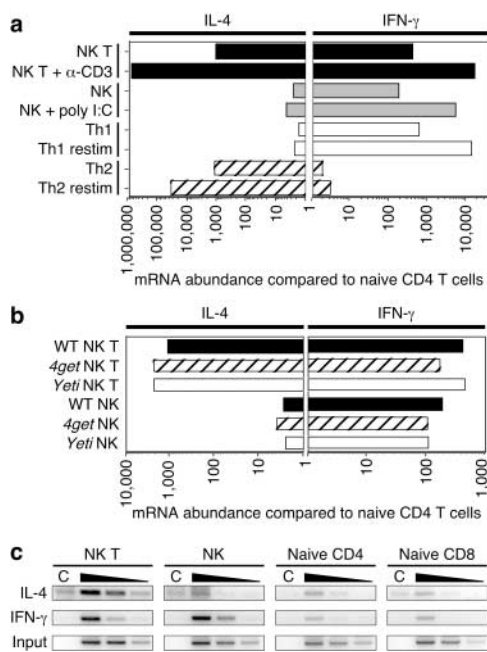 a
IL-4 IFN-γ
NK T
NK T + α-CD3
NK
NK + poly I:C
Th1
Th1 restim
Th2
Th2 restim
1,000,000 100,000 10,000 1,000 100 10 1 10 100 1,000 10,000
mRNA abundance compared to naive CD4 T cells
b
IL-4 IFN-γ
WT NK T
4get NK T
Yeti NK T
WT NK
4get NK
Yeti NK
10,000 1,000 100 10 1 10 100 1,000
mRNA abundance compared to naive CD4 T cells
c
NK T NK Naive CD4 Naive CD8
C C C C
IL-4
IFN-γ
Input